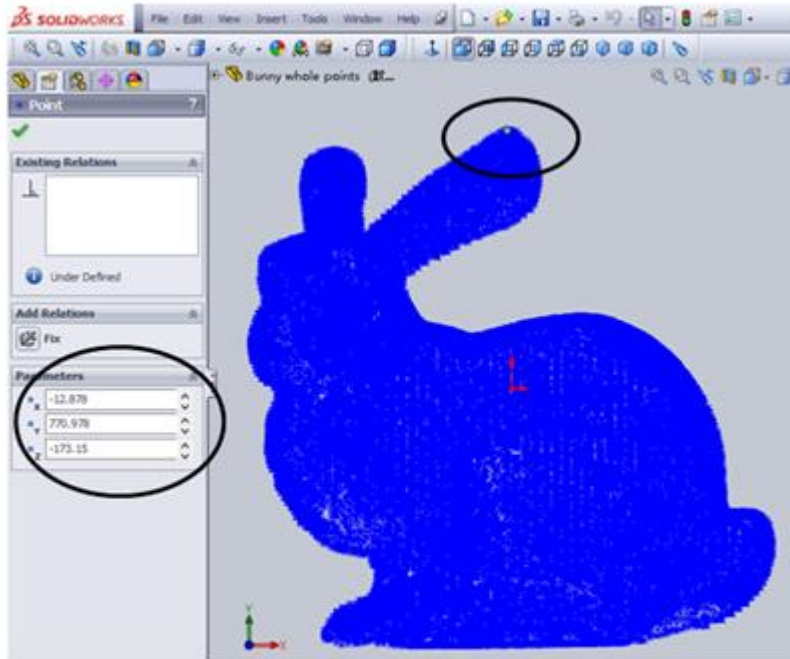 SOLIDWORKS File Edit View Insert Tools Window Help
Bunny whole points
Point ?
Existing Relations
Under Defined
Add Relations
Fix
Parameters
X -12.878
Y 770.978
Z -173.15
Y
X